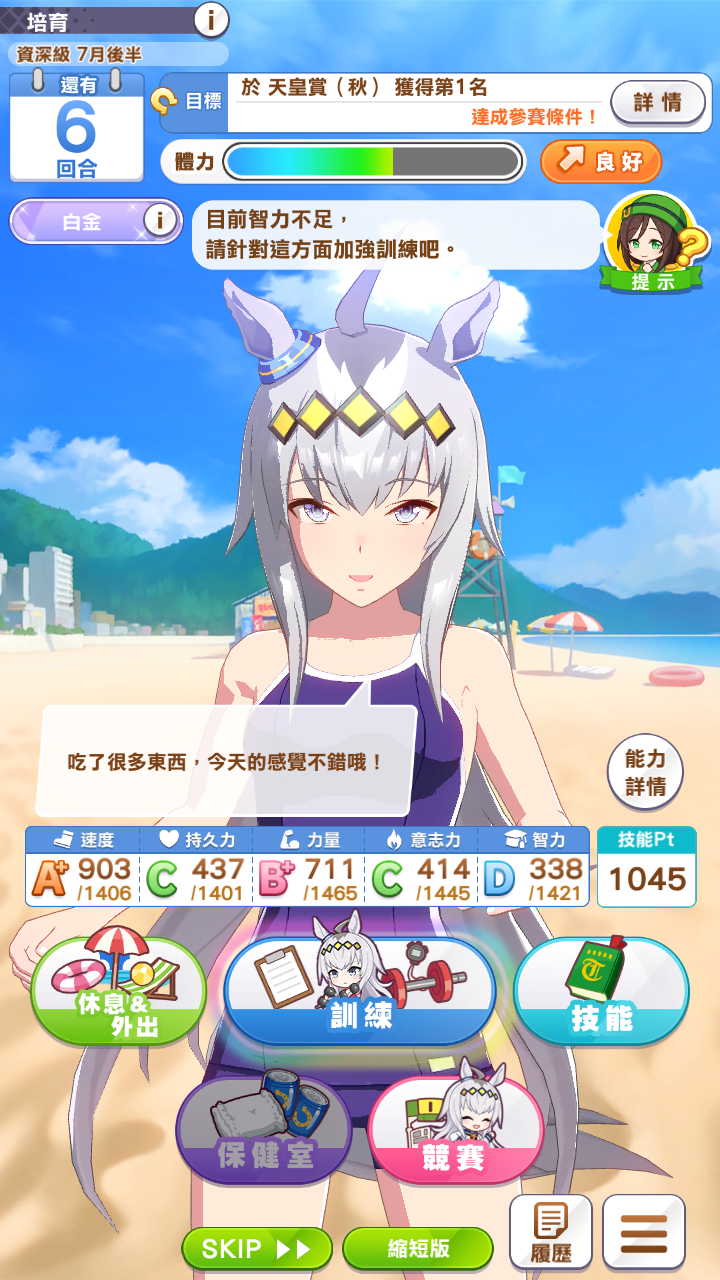 培育
i
資深級 7月後半
還有
6
回合
目標
於 天皇賞（秋） 獲得第1名
達成參賽條件！
詳情
體力
良好
白金
i
目前智力不足，
請針對這方面加強訓練吧。
提示
吃了很多東西，今天的感覺不錯哦！
能力
詳情
速度 持久力 力量 意志力 智力 技能Pt
A+ 903 C 437 B+ 711 C 414 D 338 1045
/1406 /1401 /1465 /1445 /1421
休息&
外出
訓練
技能
保健室
競賽
SKIP
縮短版
履歷